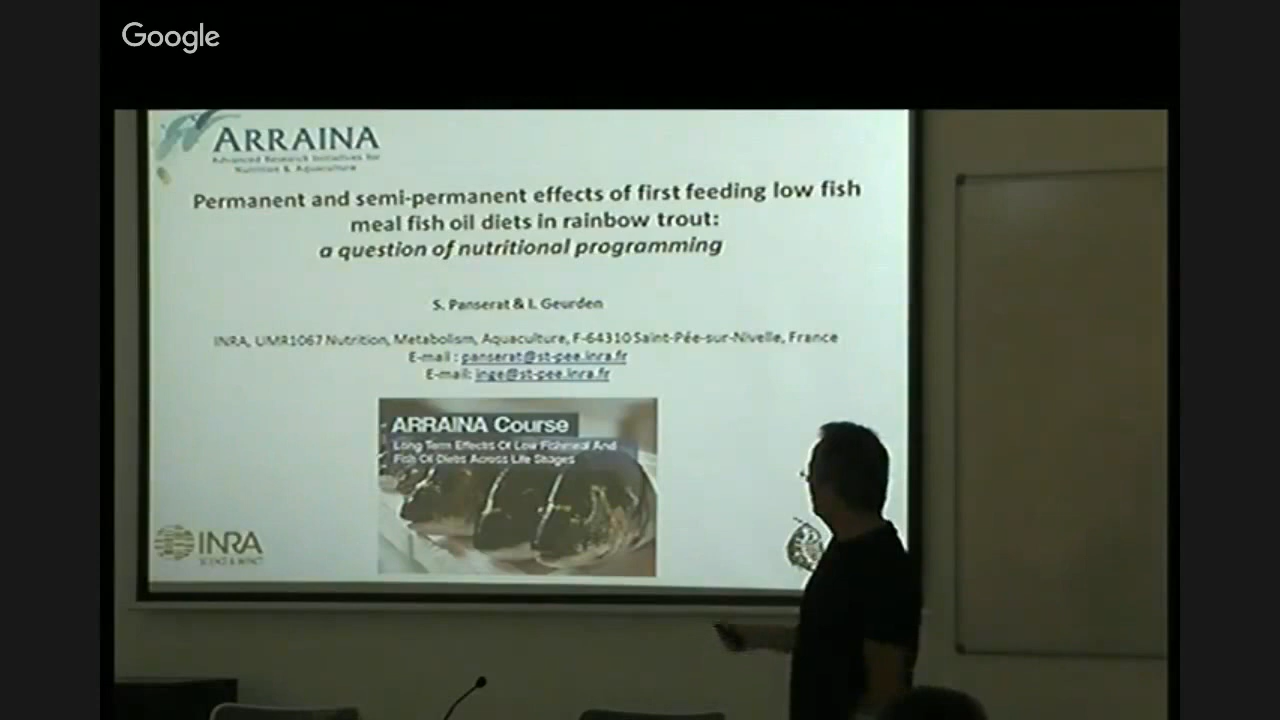 Google
ARRAINA
Advanced Research Initiatives for
Nutrition & Aquaculture
Permanent and semi-permanent effects of first feeding low fish
meal fish oil diets in rainbow trout:
a question of nutritional programming
S. Panserat & I. Geurden
INRA, UMR1067 Nutrition, Metabolism, Aquaculture, F-64310 Saint-Pée-sur-Nivelle, France
E-mail : panserat@st-pee.inra.fr
E-mail: inge@st-pee.inra.fr
ARRAINA Course
Long Term Effects Of Low Fishmeal And
Fish Oil Diets Across Life Stages
INRA
SCIENCE & IMPACT